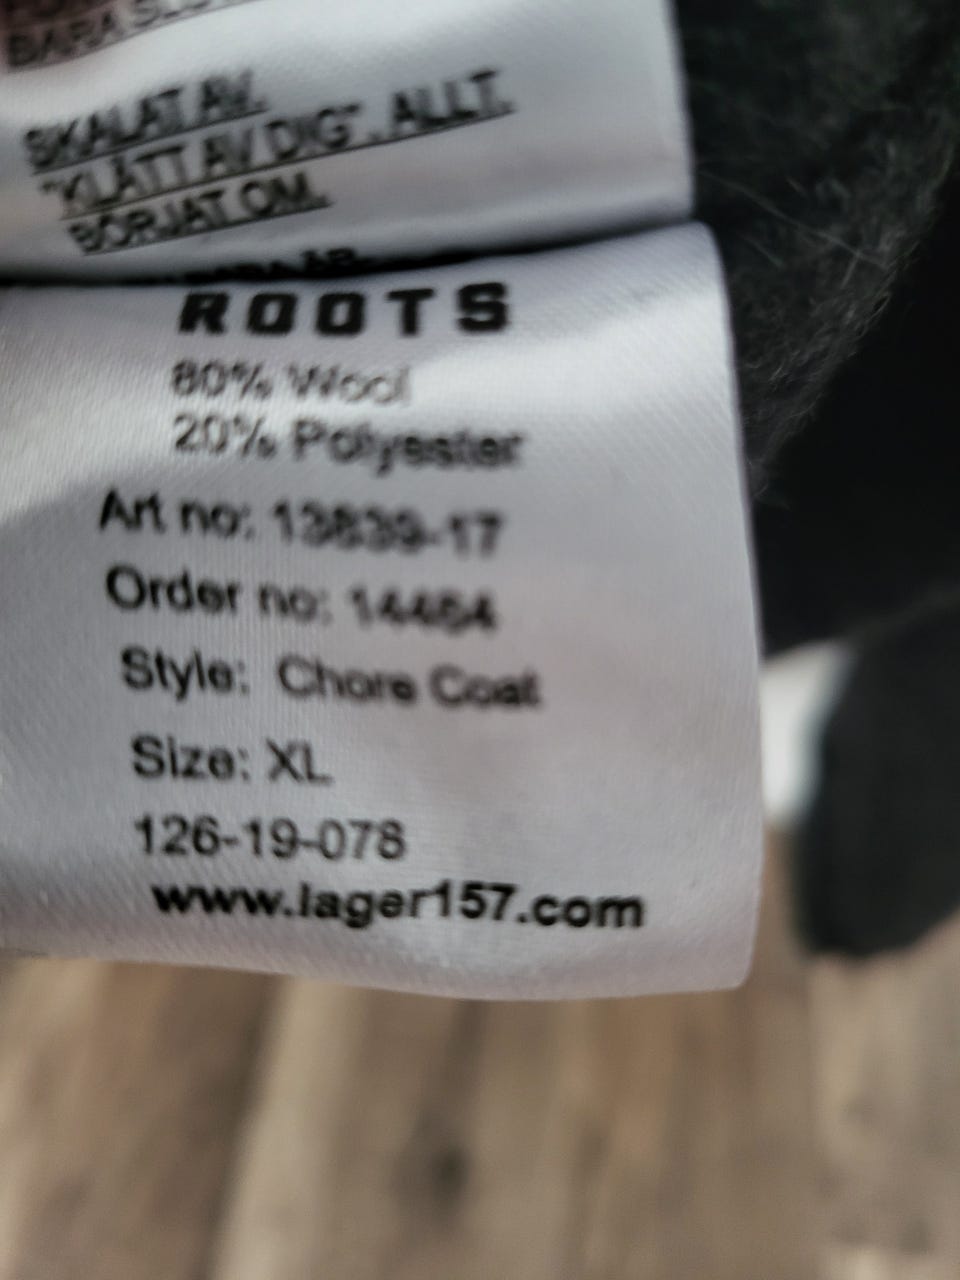 BARA
SKALAT AV.
"KLÄTT AV DIG", ALLT.
BÖRJAT OM.
ROOTS
80% Wool
20% Polyester
Art no: 13839-17
Order no: 14464
Style: Chore Coat
Size: XL
126-19-078
www.lager157.com